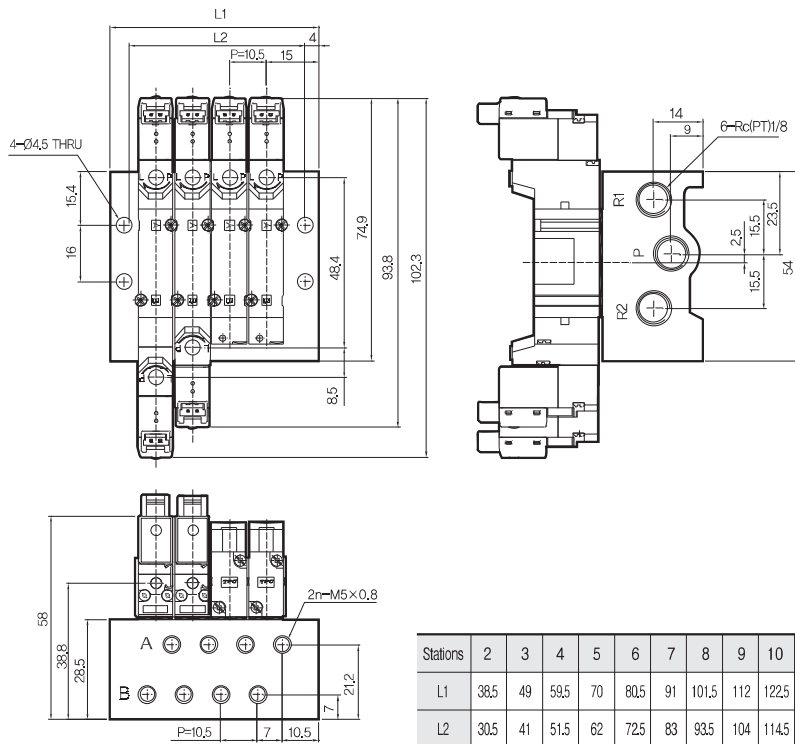 L1
L2
4
P=10.5
15
4-Ø4.5 THRU
15.4
16
48.4
74.9
93.8
102.3
8.5
14
9
6-Rc(PT)1/8
R1
P
R2
2.5
15.5
23.5
15.5
54
58
38.8
28.5
A
B
2n-M5×0.8
21.2
7
P=10.5
7
10.5
Stations 2 3 4 5 6 7 8 9 10
L1 38.5 49 59.5 70 80.5 91 101.5 112 122.5
L2 30.5 41 51.5 62 72.5 83 93.5 104 114.5